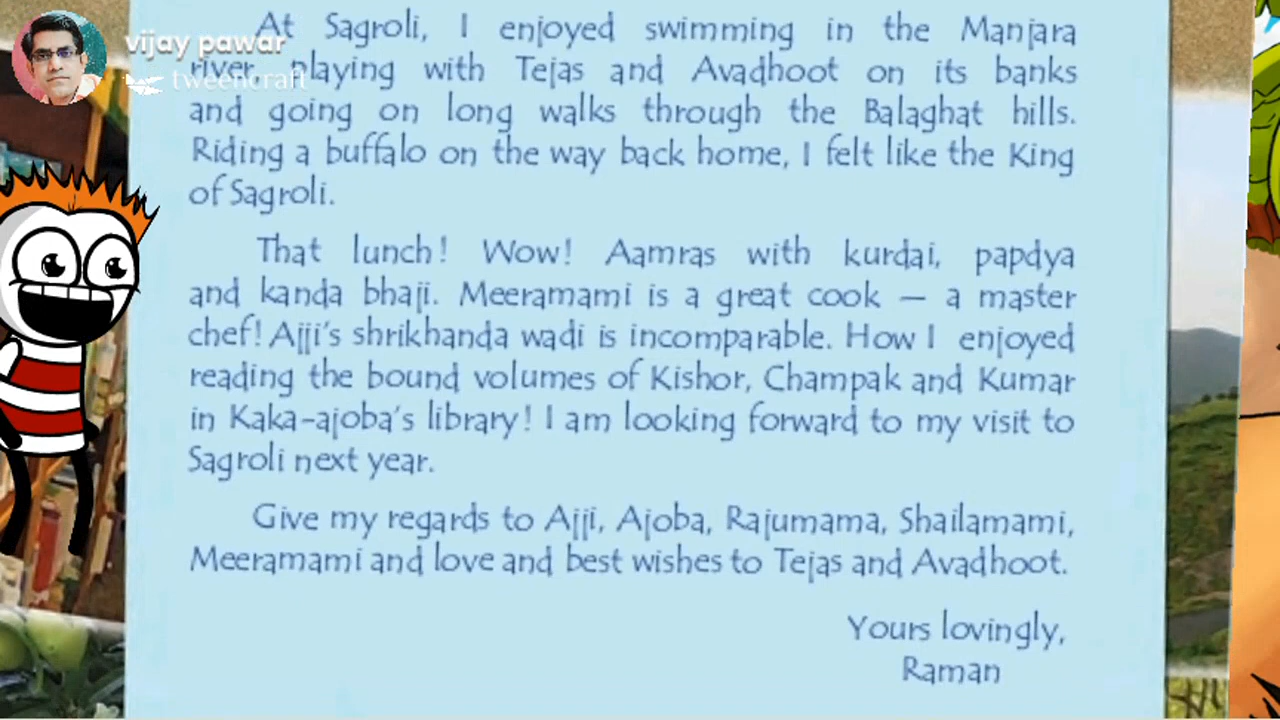 vijay pawar
tweencraft
At Sagroli, I enjoyed swimming in the Manjara
river, playing with Tejas and Avadhoot on its banks
and going on long walks through the Balaghat hills.
Riding a buffalo on the way back home, I felt like the King
of Sagroli.
That lunch! Wow! Aamras with kurdai, papdya
and kanda bhaji. Meeramami is a great cook – a master
chef! Ajji's shrikhanda wadi is incomparable. How I enjoyed
reading the bound volumes of Kishor, Champak and Kumar
in Kaka-ajoba's library! I am looking forward to my visit to
Sagroli next year.
Give my regards to Ajji, Ajoba, Rajumama, Shailamami,
Meeramami and love and best wishes to Tejas and Avadhoot.
Yours lovingly,
Raman